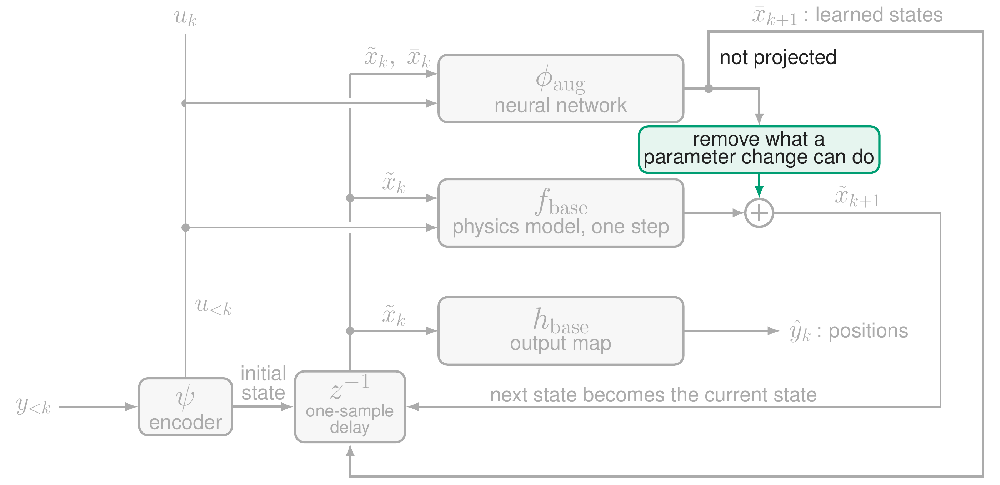 u_k
x̄_{k+1} : learned states
x̃_k, x̄_k
not projected
ϕ_aug
neural network
remove what a
parameter change can do
x̃_k
x̃_{k+1}
f_base
physics model, one step
u_{<k}
x̃_k
h_base
output map
ŷ_k : positions
initial
state
z^{-1}
one-sample
delay
next state becomes the current state
y_{<k}
ψ
encoder